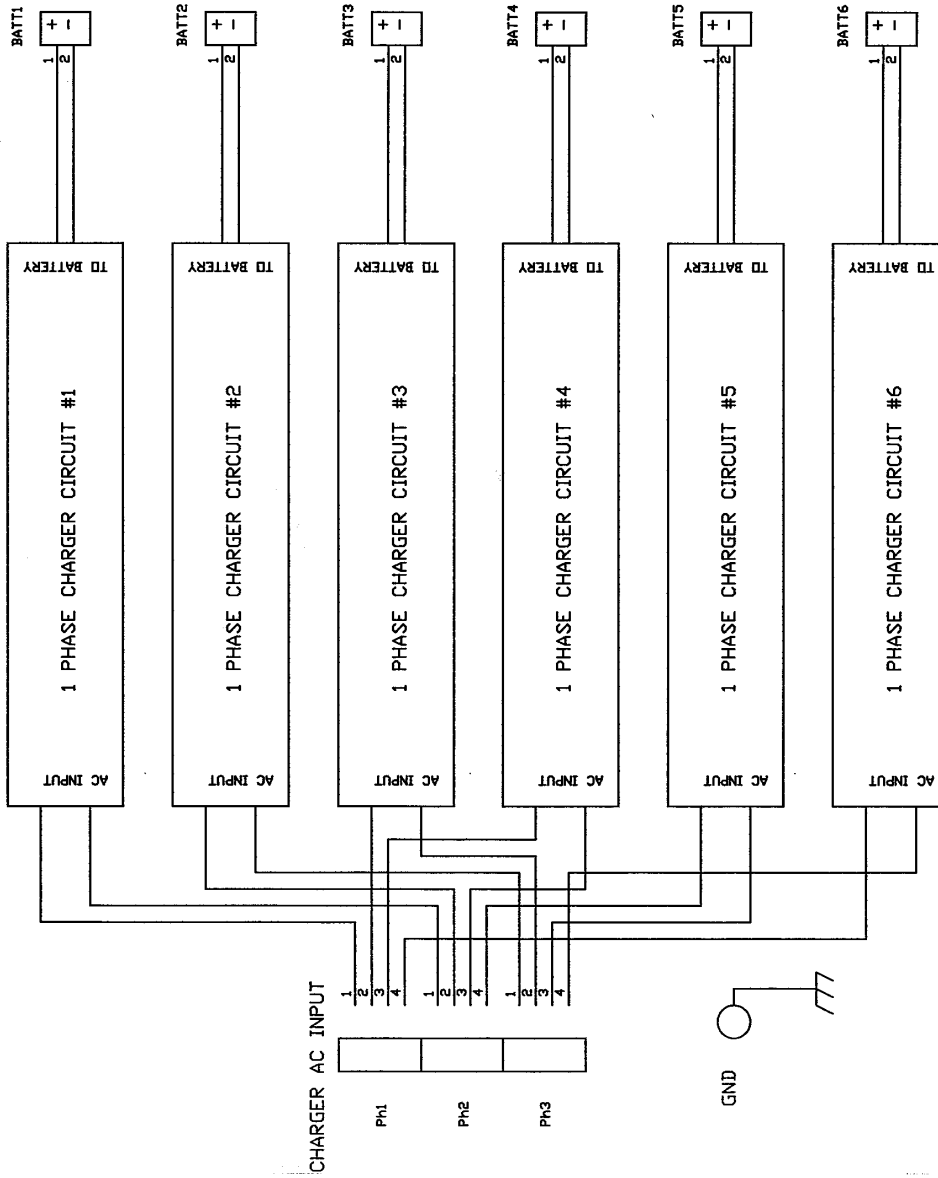 BATT1
+ -
1
2
BATT2
+ -
1
2
BATT3
+ -
1
2
BATT4
+ -
1
2
BATT5
+ -
1
2
BATT6
+ -
1
2
TO BATTERY
1 PHASE CHARGER CIRCUIT #1
AC INPUT
TO BATTERY
1 PHASE CHARGER CIRCUIT #2
AC INPUT
TO BATTERY
1 PHASE CHARGER CIRCUIT #3
AC INPUT
TO BATTERY
1 PHASE CHARGER CIRCUIT #4
AC INPUT
TO BATTERY
1 PHASE CHARGER CIRCUIT #5
AC INPUT
TO BATTERY
1 PHASE CHARGER CIRCUIT #6
AC INPUT
CHARGER AC INPUT
1
2
3
4
1
2
3
4
1
2
3
4
Ph1
Ph2
Ph3
GND